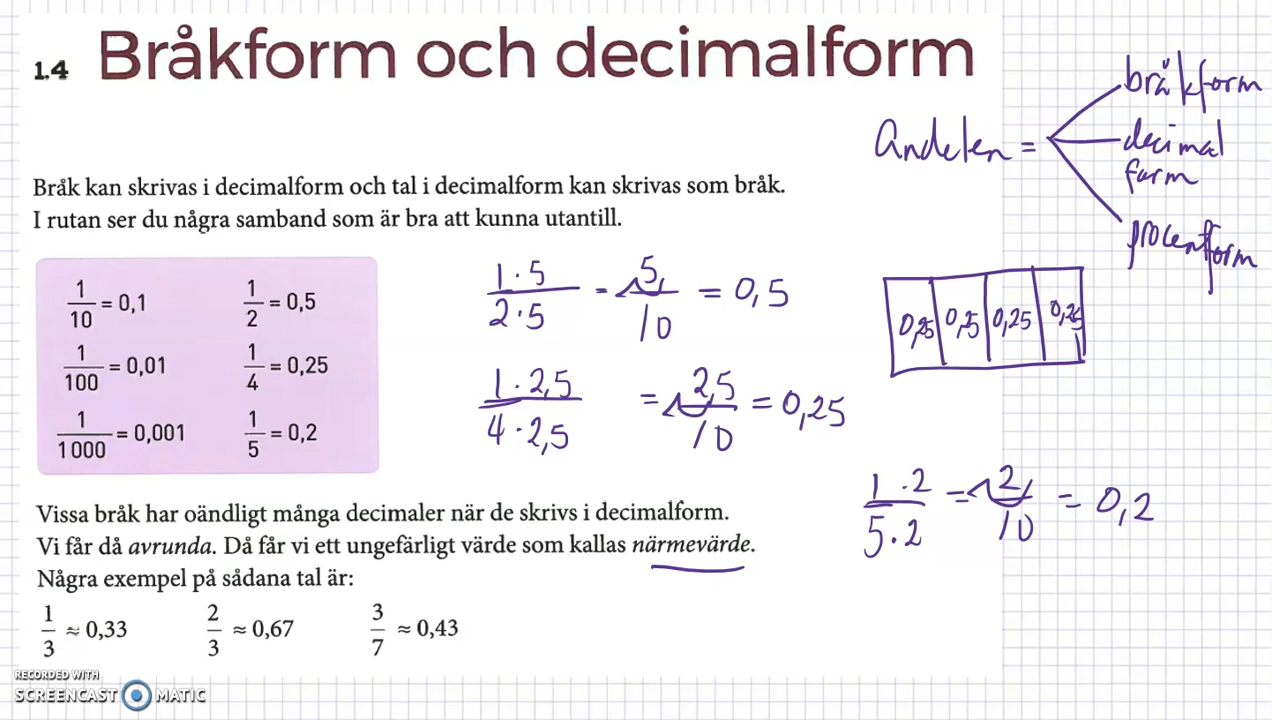 1.4 Bråkform och decimalform
Bråk kan skrivas i decimalform och tal i decimalform kan skrivas som bråk.
I rutan ser du några samband som är bra att kunna utantill.
1/10 = 0,1
1/2 = 0,5
1/100 = 0,01
1/4 = 0,25
1/1000 = 0,001
1/5 = 0,2
Vissa bråk har oändligt många decimaler när de skrivs i decimalform.
Vi får då avrunda. Då får vi ett ungefärligt värde som kallas närmevärde.
Några exempel på sådana tal är:
1/3 ≈ 0,33 2/3 ≈ 0,67 3/7 ≈ 0,43
1·5/2·5 = 5/10 = 0,5
1·2,5/4·2,5 = 2,5/10 = 0,25
Andelen =
bråkform
decimal
form
procentform
0,25 0,25 0,25 0,25
1·2/5·2 = 2/10 = 0,2
RECORDED WITH
SCREENCAST MATIC